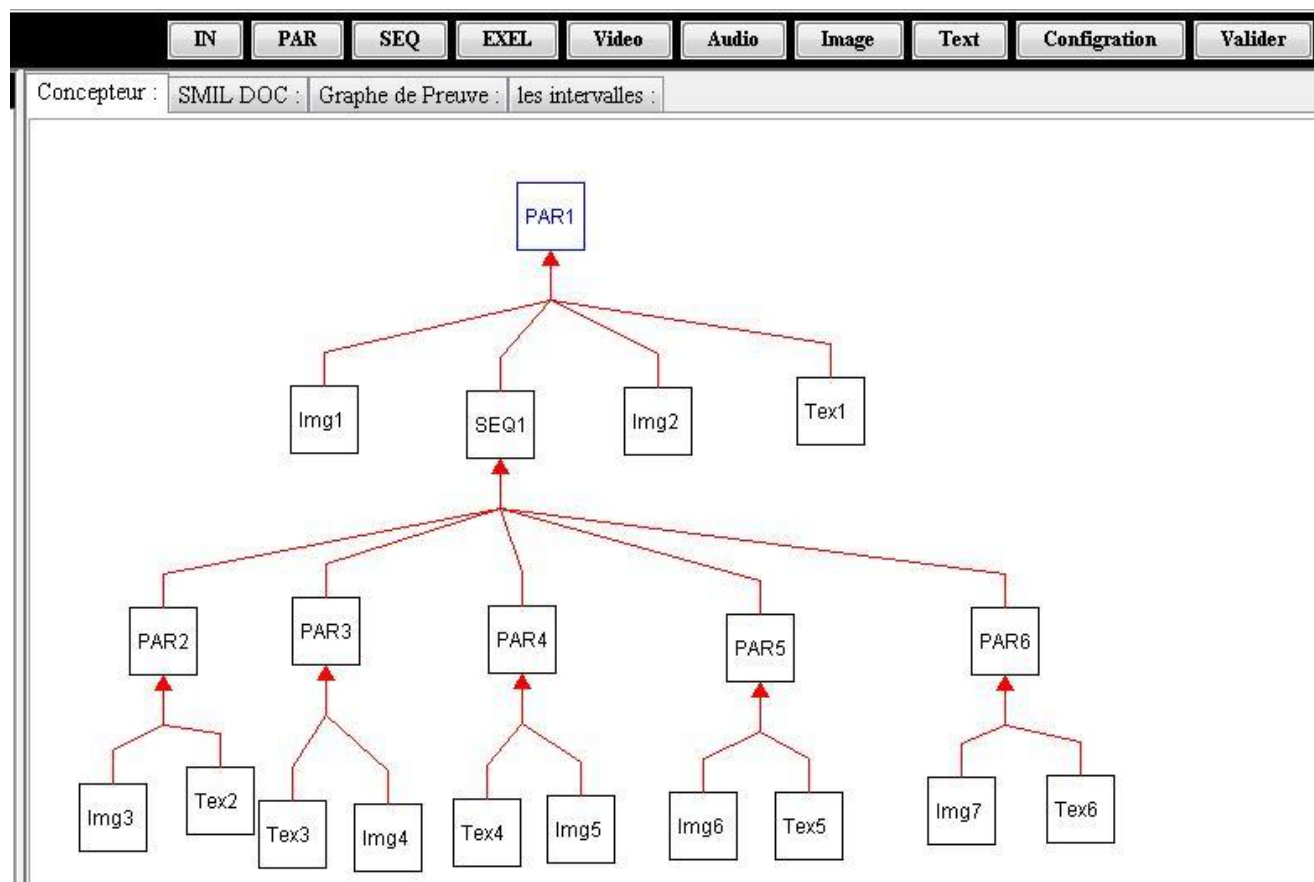 IN PAR SEQ EXEL Video Audio Image Text Configration Valider
Concepteur : SMIL DOC : Graphe de Preuve : les intervalles :
PAR1
Img1 SEQ1 Img2 Tex1
PAR2 PAR3 PAR4 PAR5 PAR6
Img3 Tex2 Tex3 Img4 Tex4 Img5 Img6 Tex5 Img7 Tex6